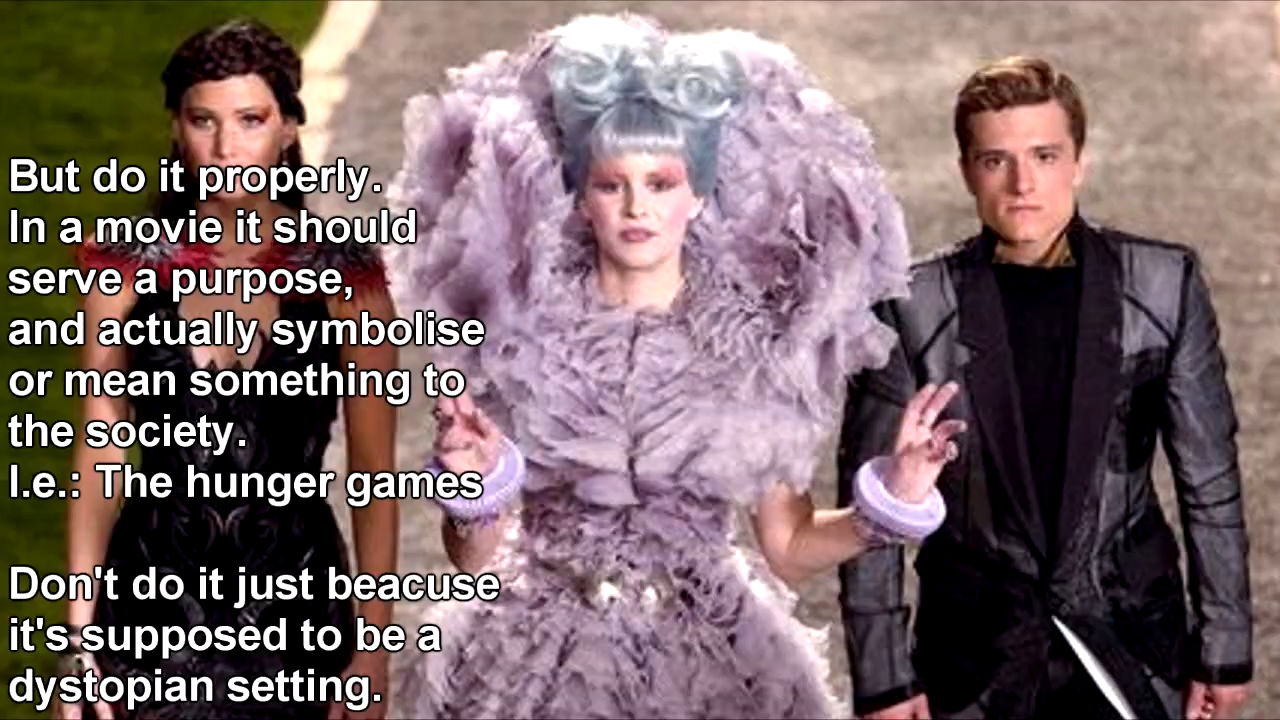 But do it properly.
In a movie it should
serve a purpose,
and actually symbolise
or mean something to
the society.
I.e.: The hunger games
Don't do it just beacuse
it's supposed to be a
dystopian setting.